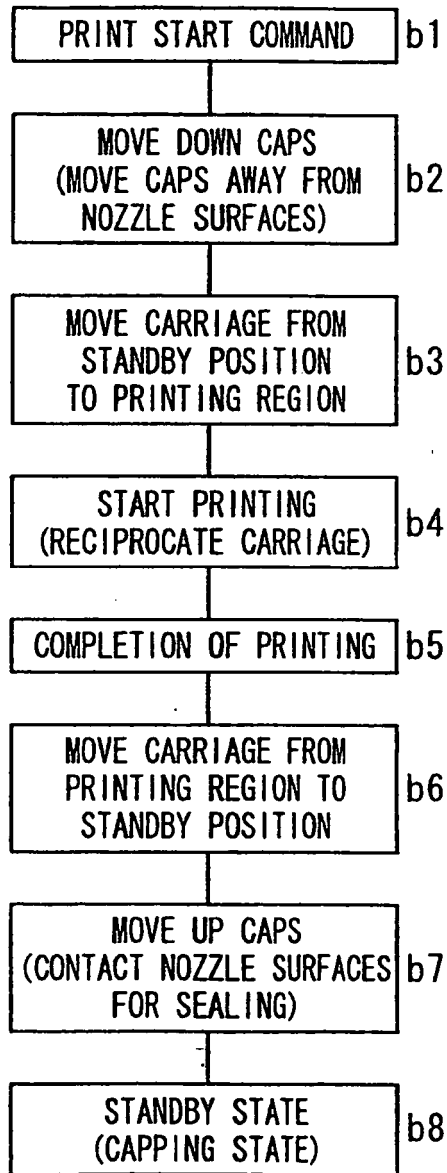 PRINT START COMMAND b1
MOVE DOWN CAPS
(MOVE CAPS AWAY FROM b2
NOZZLE SURFACES)
MOVE CARRIAGE FROM
STANDBY POSITION b3
TO PRINTING REGION
START PRINTING b4
(RECIPROCATE CARRIAGE)
COMPLETION OF PRINTING b5
MOVE CARRIAGE FROM
PRINTING REGION TO b6
STANDBY POSITION
MOVE UP CAPS
(CONTACT NOZZLE SURFACES b7
FOR SEALING)
STANDBY STATE b8
(CAPPING STATE)